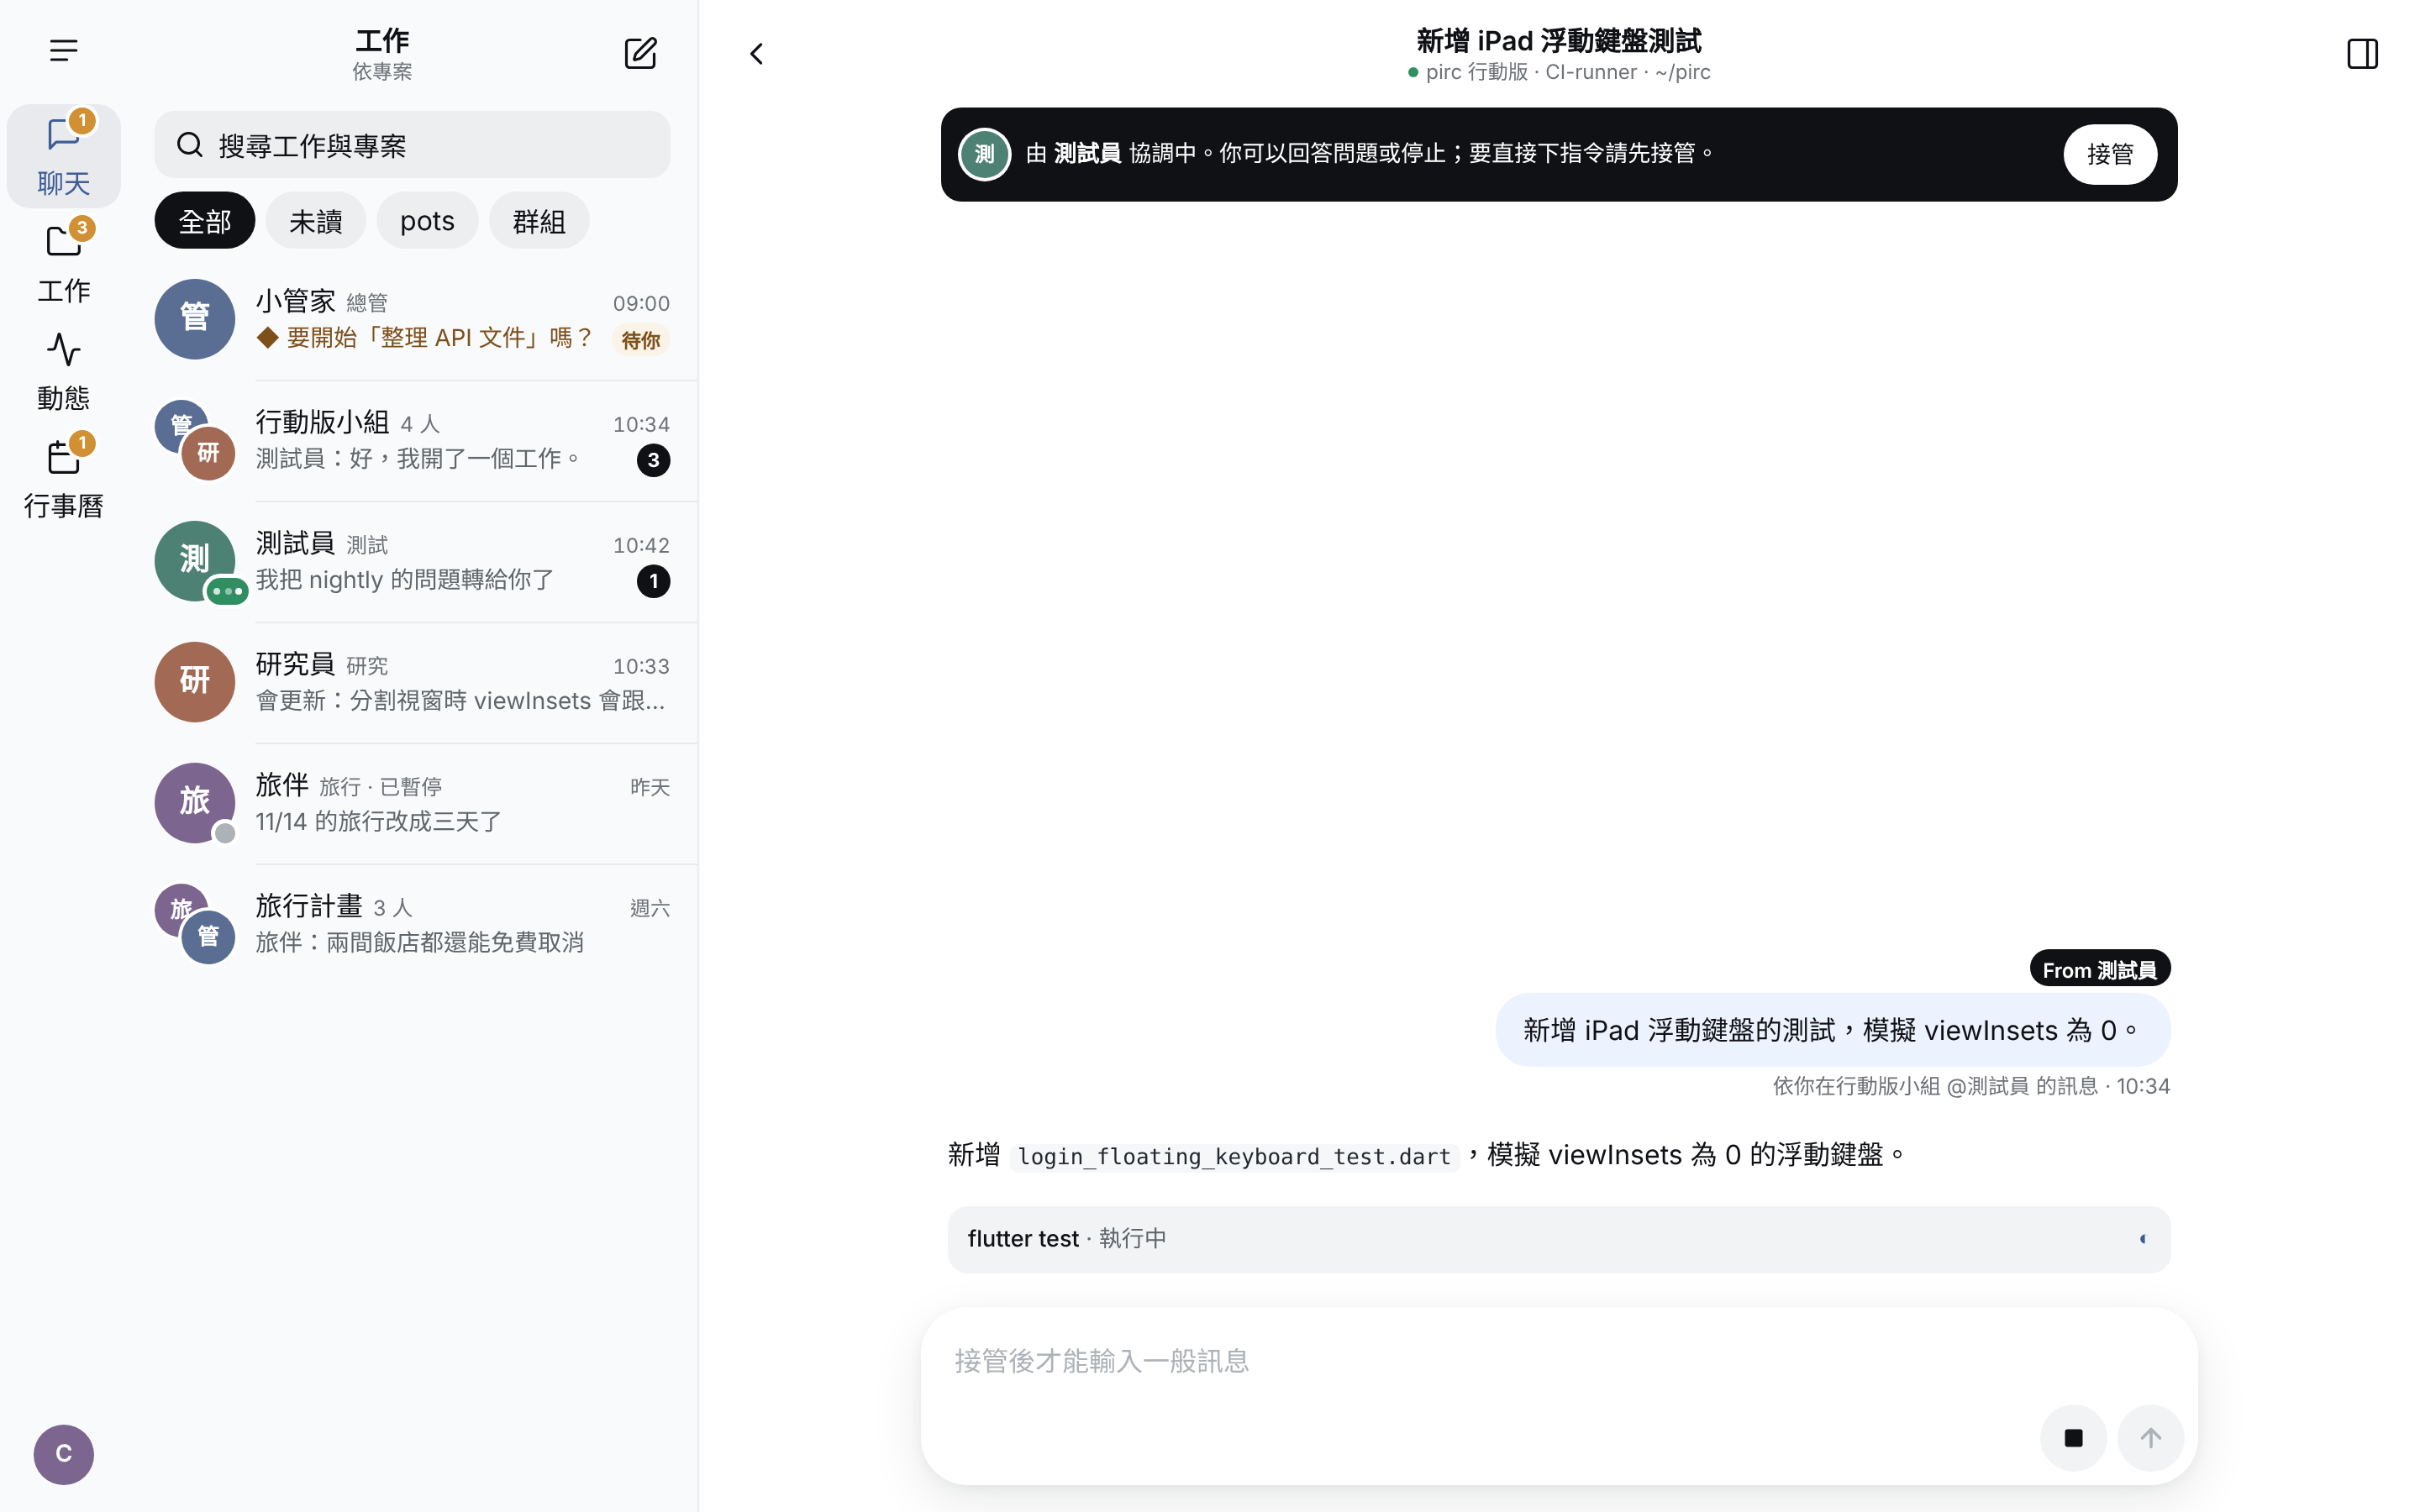 工作
依專案
聊天
1
工作
3
動態
行事曆
1
C
搜尋工作與專案
全部
未讀
pots
群組
管
小管家 總管 09:00
◆ 要開始「整理 API 文件」嗎？ 待你
管
研
行動版小組 4 人 10:34
測試員：好，我開了一個工作。 3
測
測試員 測試 10:42
我把 nightly 的問題轉給你了 1
研
研究員 研究 10:33
會更新：分割視窗時 viewInsets 會跟...
旅
旅伴 旅行 · 已暫停 昨天
11/14 的旅行改成三天了
旅
管
旅行計畫 3 人 週六
旅伴：兩間飯店都還能免費取消
新增 iPad 浮動鍵盤測試
pirc 行動版 · CI-runner · ~/pirc
測
由 測試員 協調中。你可以回答問題或停止；要直接下指令請先接管。
接管
From 測試員
新增 iPad 浮動鍵盤的測試，模擬 viewInsets 為 0。
依你在行動版小組 @測試員 的訊息 · 10:34
新增 login_floating_keyboard_test.dart，模擬 viewInsets 為 0 的浮動鍵盤。
flutter test · 執行中
接管後才能輸入一般訊息